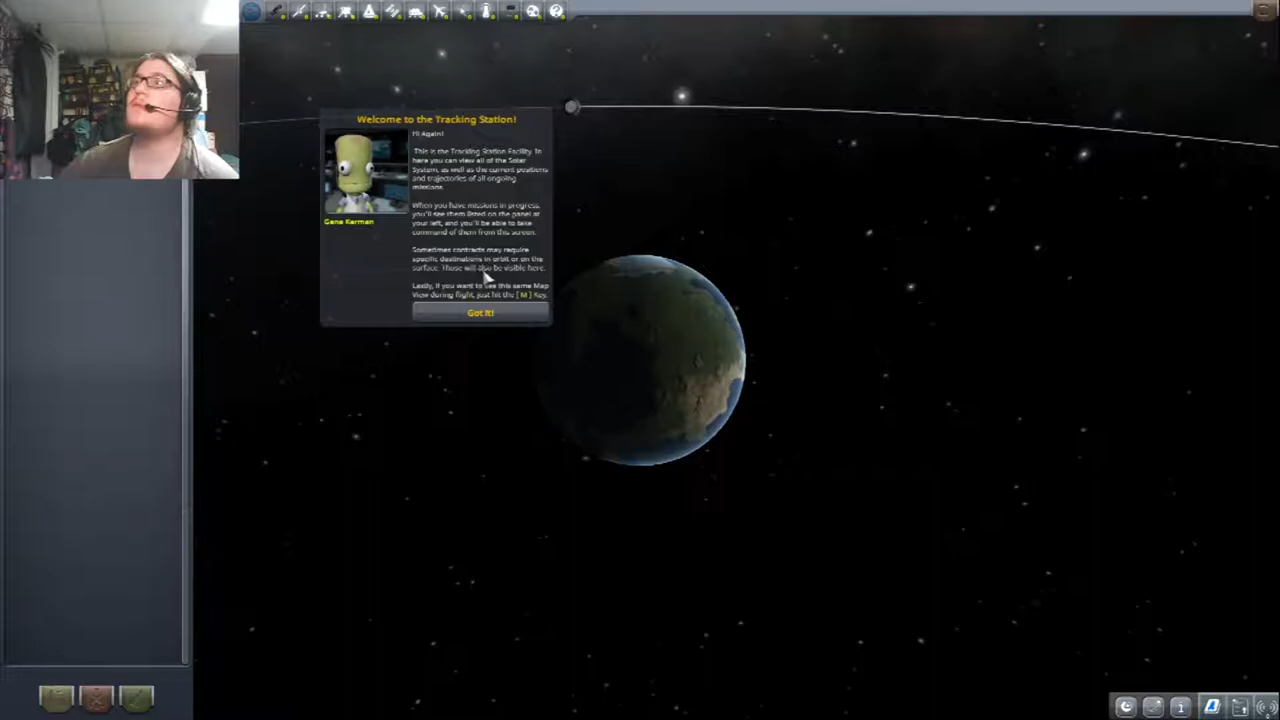 Welcome to the Tracking Station!
Hi Again!
This is the Tracking Station Facility. In
here you can view all of the Solar
System, as well as the current positions
and trajectories of all ongoing
missions.
When you have missions in progress,
you'll see them listed on the panel at
your left, and you'll be able to take
command of them from this screen.
Sometimes contracts may require
specific destinations in orbit or on the
surface. Those will also be visible here.
Lastly, if you want to see this same Map
View during flight, just hit the [ M ] Key.
Gene Kerman
Got it!